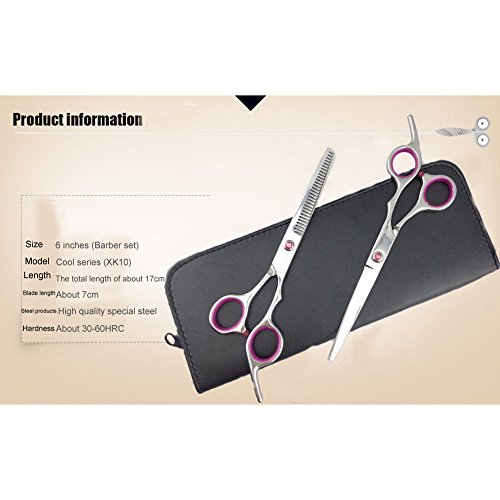 Product information
Size 6 inches (Barber set)
Model Cool series (XK10)
Length The total length of about 17cm
Blade length About 7cm
Steel products High quality special steel
Hardness About 30-60HRC